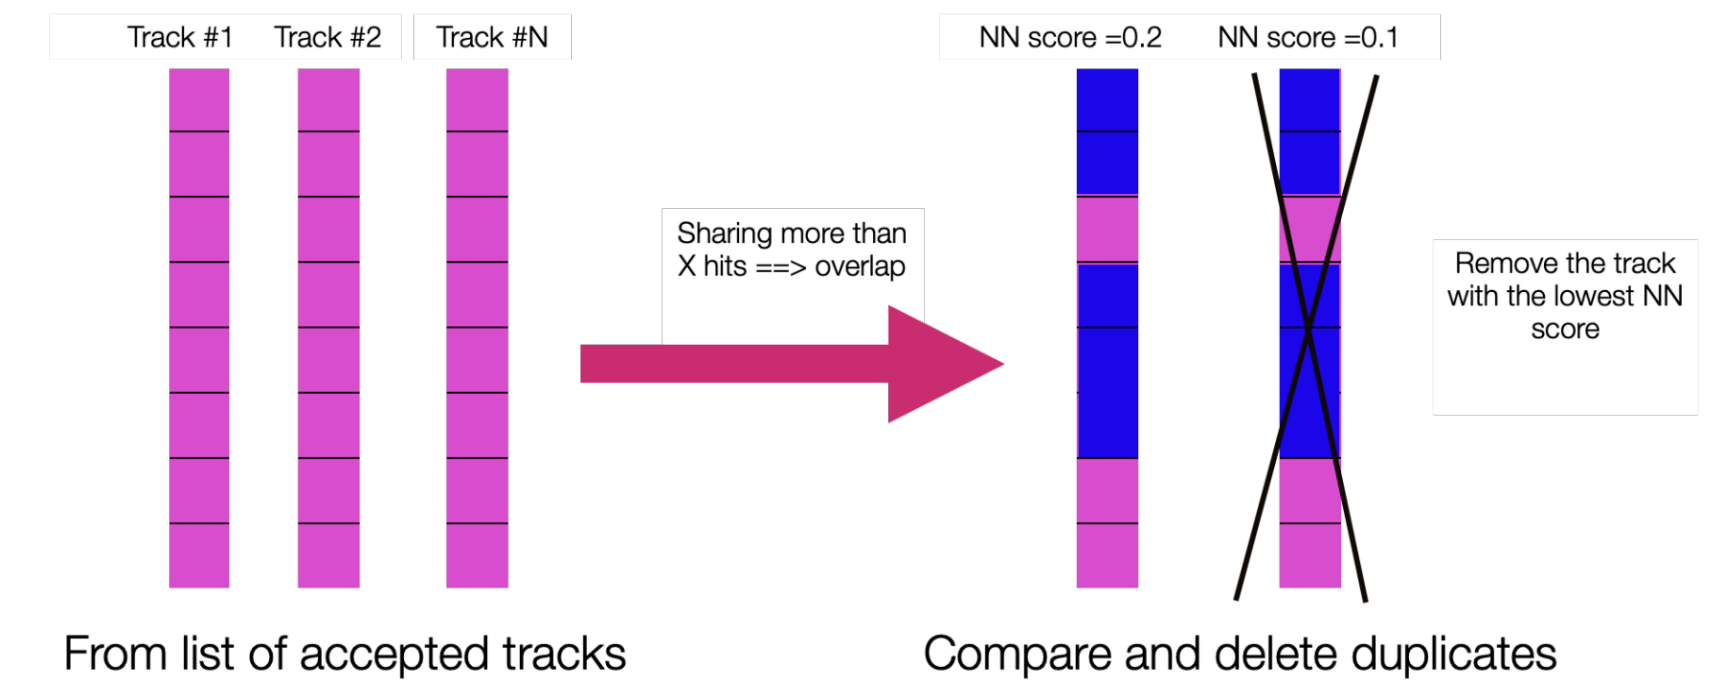 Track #1 Track #2 Track #N
NN score =0.2 NN score =0.1
Sharing more than
X hits ==> overlap
Remove the track
with the lowest NN
score
From list of accepted tracks
Compare and delete duplicates